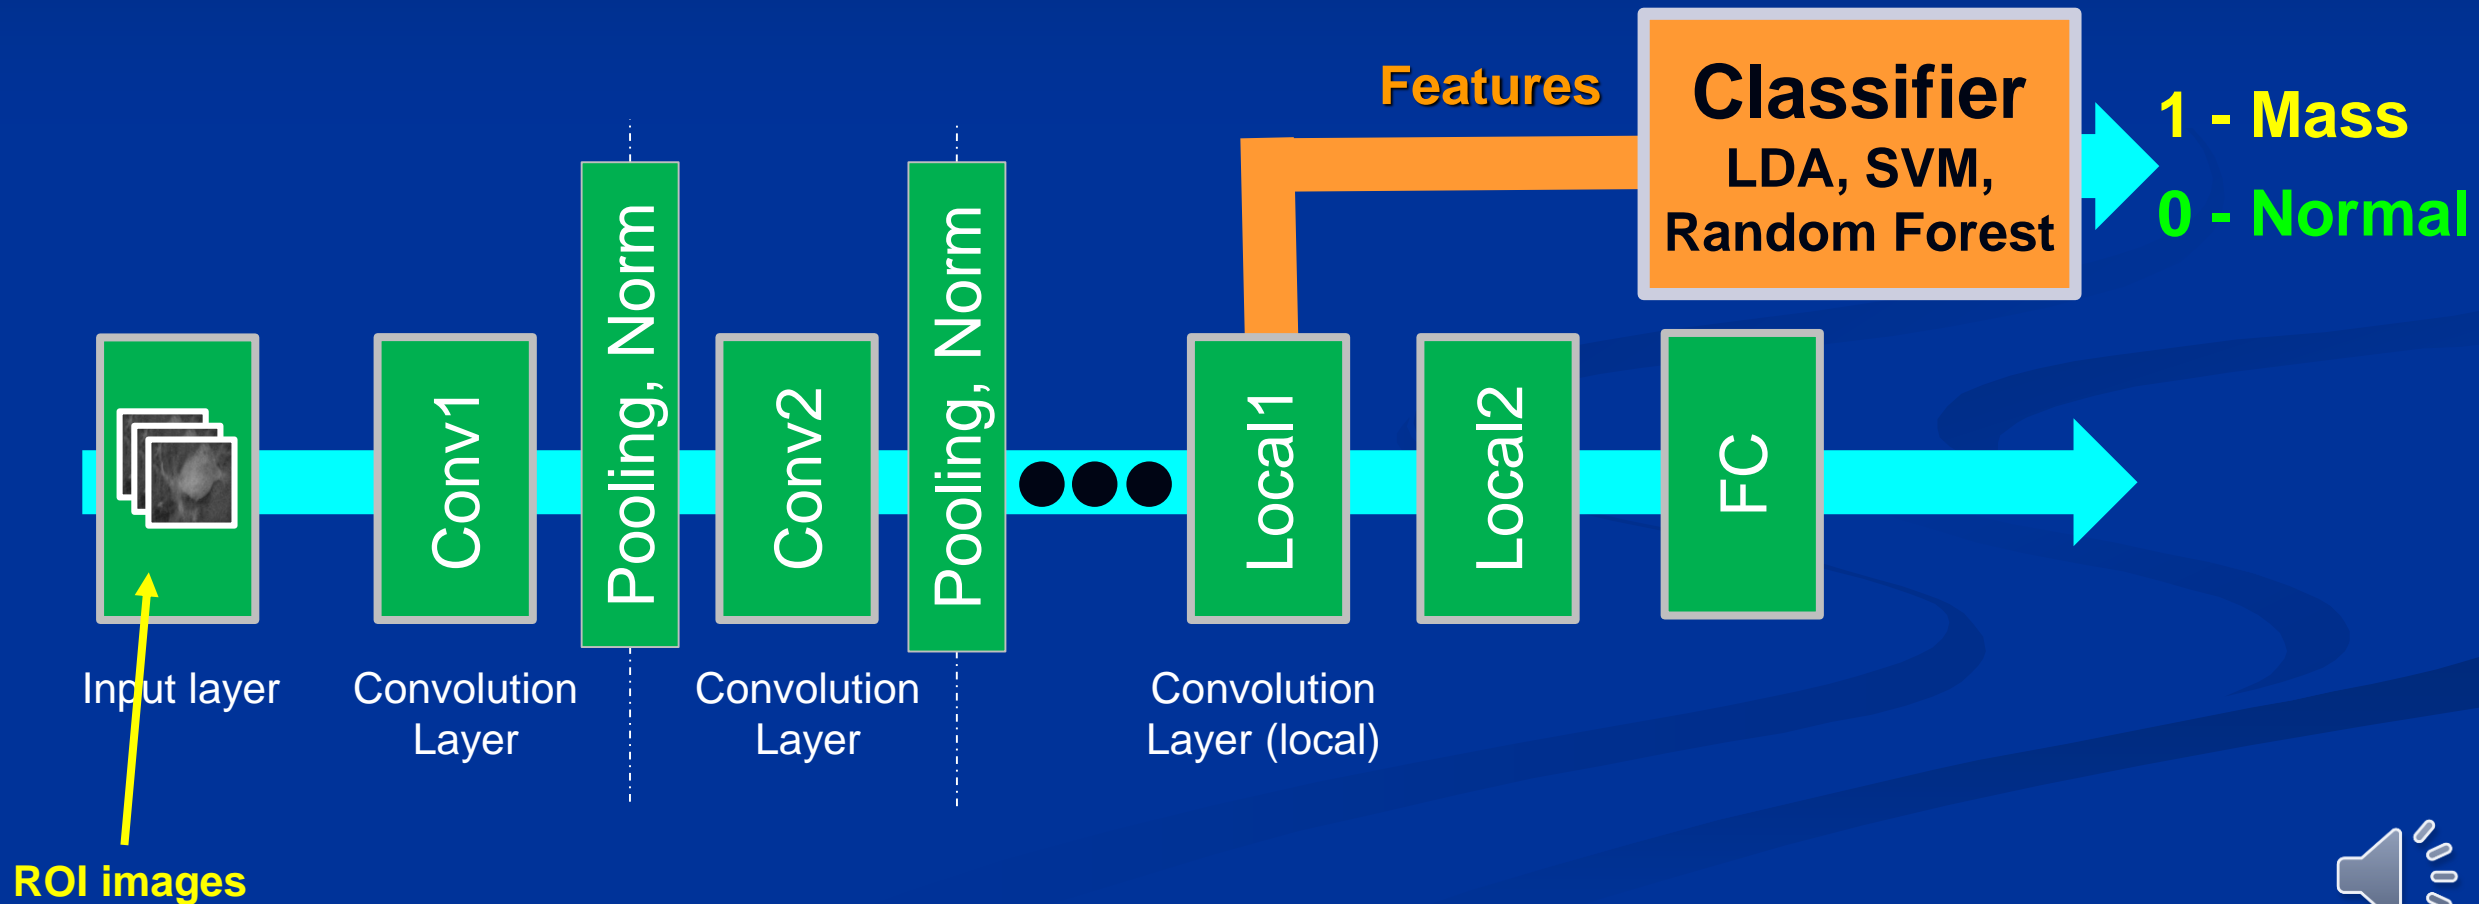 Features
Classifier
LDA, SVM,
Random Forest
1 - Mass
0 - Normal
Conv1
Pooling, Norm
Conv2
Pooling, Norm
Local1
Local2
FC
Input layer
Convolution
Layer
Convolution
Layer
Convolution
Layer (local)
ROI images